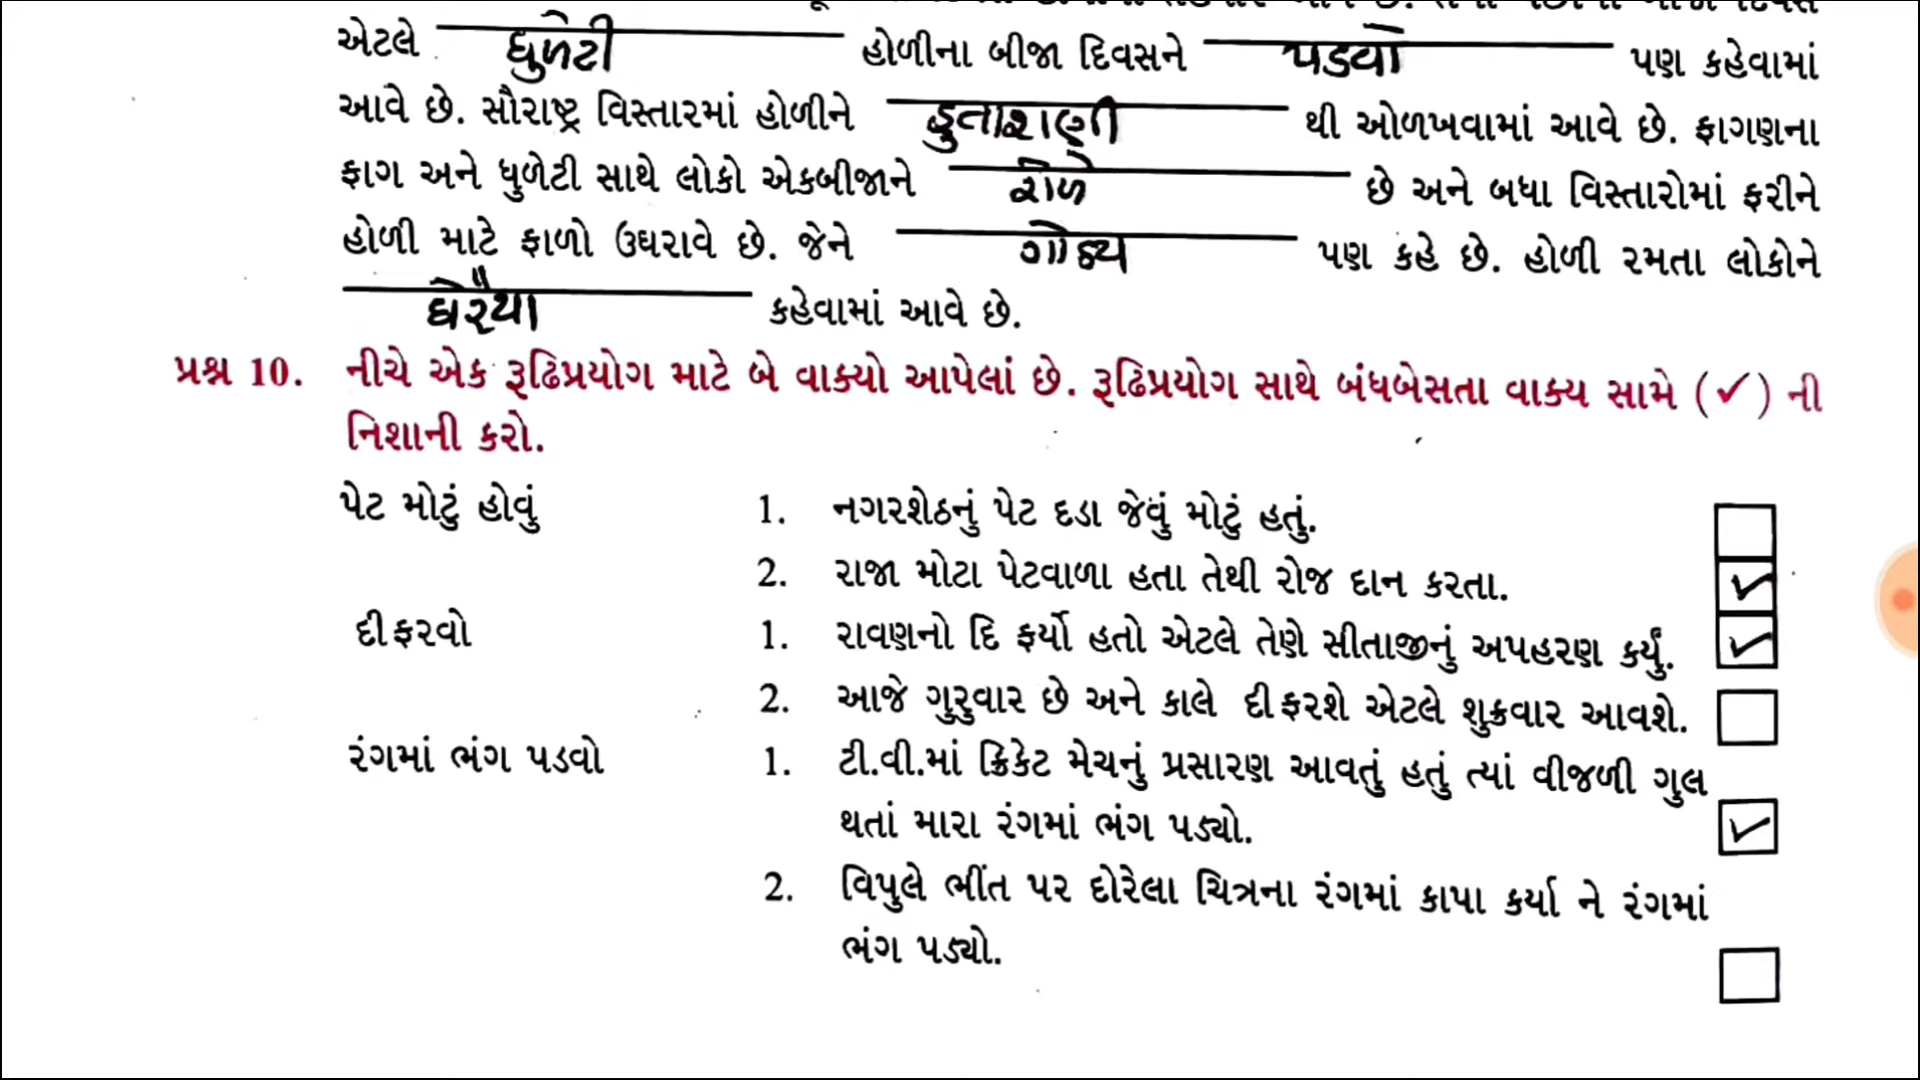 એટલે ધુળેટી હોળીના બીજા દિવસને પડવો પણ કહેવામાં
આવે છે. સૌરાષ્ટ્ર વિસ્તારમાં હોળીને હુતાશણી થી ઓળખવામાં આવે છે. ફાગણના
ફાગ અને ધુળેટી સાથે લોકો એકબીજાને રોળે છે અને બધા વિસ્તારોમાં ફરીને
હોળી માટે ફાળો ઉઘરાવે છે. જેને ગોઠ્ય પણ કહે છે. હોળી રમતા લોકોને
ઘેરૈયા કહેવામાં આવે છે.
પ્રશ્ન 10. નીચે એક રૂઢિપ્રયોગ માટે બે વાક્યો આપેલાં છે. રૂઢિપ્રયોગ સાથે બંધબેસતા વાક્ય સામે (✓) ની
નિશાની કરો.
પેટ મોટું હોવું 1. નગરશેઠનું પેટ દડા જેવું મોટું હતું.
2. રાજા મોટા પેટવાળા હતા તેથી રોજ દાન કરતા. ✓
દી ફરવો 1. રાવણનો દિ ફર્યો હતો એટલે તેણે સીતાજીનું અપહરણ કર્યું. ✓
2. આજે ગુરુવાર છે અને કાલે દી ફરશે એટલે શુક્રવાર આવશે.
રંગમાં ભંગ પડવો 1. ટી.વી.માં ક્રિકેટ મેચનું પ્રસારણ આવતું હતું ત્યાં વીજળી ગુલ
થતાં મારા રંગમાં ભંગ પડ્યો. ✓
2. વિપુલે ભીંત પર દોરેલા ચિત્રના રંગમાં કાપા કર્યા ને રંગમાં
ભંગ પડ્યો.